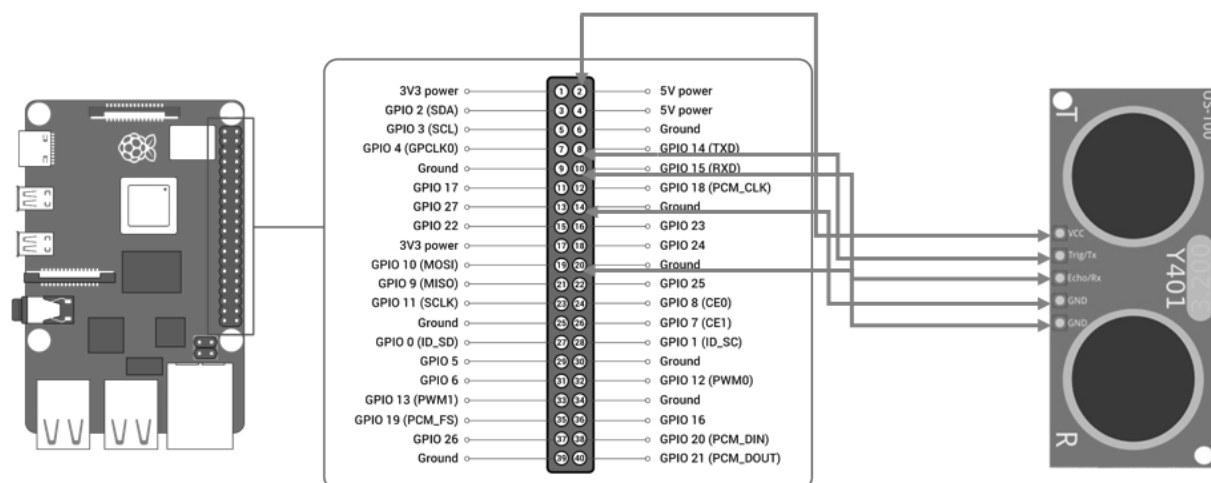 3V3 power 1 2 5V power
GPIO 2 (SDA) 3 4 5V power
GPIO 3 (SCL) 5 6 Ground
GPIO 4 (GPCLK0) 7 8 GPIO 14 (TXD)
Ground 9 10 GPIO 15 (RXD)
GPIO 17 11 12 GPIO 18 (PCM_CLK)
GPIO 27 13 14 Ground
GPIO 22 15 16 GPIO 23
3V3 power 17 18 GPIO 24
GPIO 10 (MOSI) 19 20 Ground
GPIO 9 (MISO) 21 22 GPIO 25
GPIO 11 (SCLK) 23 24 GPIO 8 (CE0)
Ground 25 26 GPIO 7 (CE1)
GPIO 0 (ID_SD) 27 28 GPIO 1 (ID_SC)
GPIO 5 29 30 Ground
GPIO 6 31 32 GPIO 12 (PWM0)
GPIO 13 (PWM1) 33 34 Ground
GPIO 19 (PCM_FS) 35 36 GPIO 16
GPIO 26 37 38 GPIO 20 (PCM_DIN)
Ground 39 40 GPIO 21 (PCM_DOUT)
T
US-100
VCC
Trig/Tx
Echo/Rx
GND
GND
Y401
R